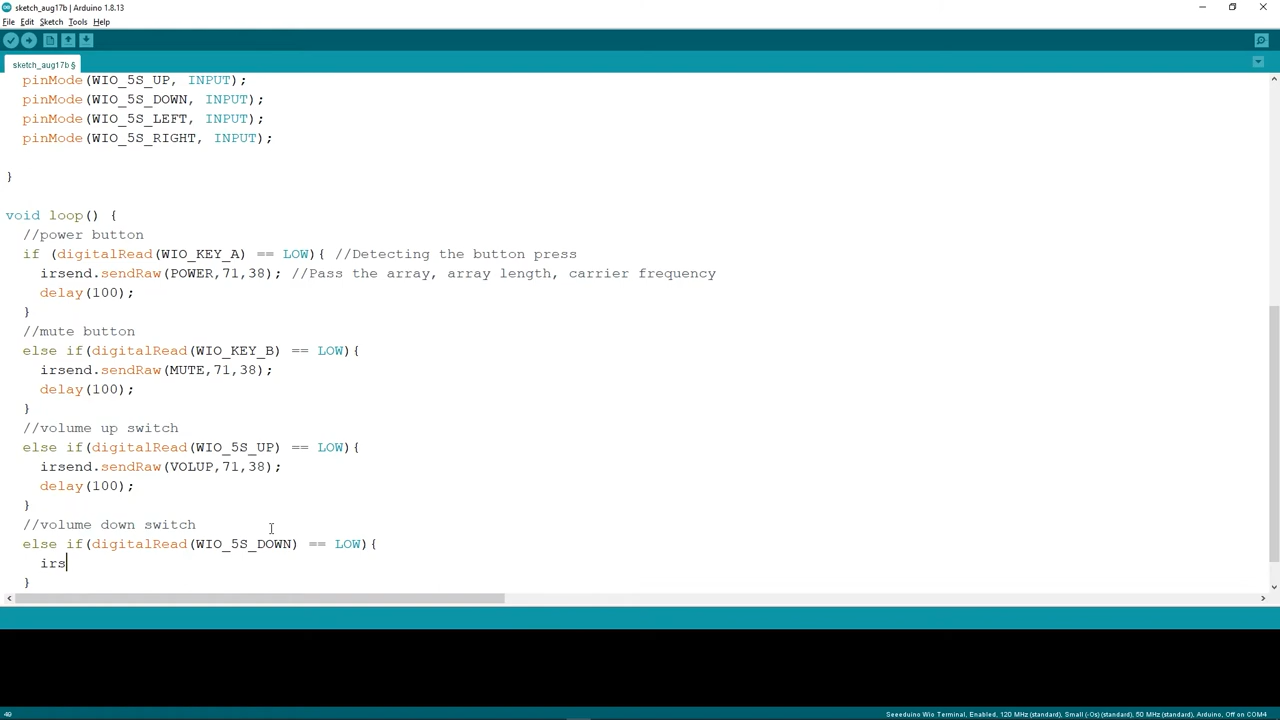 sketch_aug17b | Arduino 1.8.13
File Edit Sketch Tools Help
sketch_aug17b §
pinMode(WIO_5S_UP, INPUT);
pinMode(WIO_5S_DOWN, INPUT);
pinMode(WIO_5S_LEFT, INPUT);
pinMode(WIO_5S_RIGHT, INPUT);
}
void loop() {
//power button
if (digitalRead(WIO_KEY_A) == LOW){ //Detecting the button press
irsend.sendRaw(POWER,71,38); //Pass the array, array length, carrier frequency
delay(100);
}
//mute button
else if(digitalRead(WIO_KEY_B) == LOW){
irsend.sendRaw(MUTE,71,38);
delay(100);
}
//volume up switch
else if(digitalRead(WIO_5S_UP) == LOW){
irsend.sendRaw(VOLUP,71,38);
delay(100);
}
//volume down switch
else if(digitalRead(WIO_5S_DOWN) == LOW){
irs
}
Seeeduino Wio Terminal, Enabled, 120 MHz (standard), Small (-Os) (standard), 50 MHz (standard), Arduino, Off on COM4